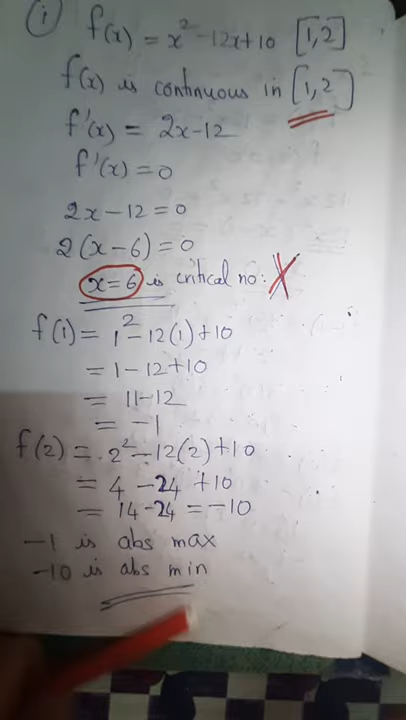 (i) f(x) = x² - 12x + 10 [1,2]
f(x) is continuous in [1,2]
f'(x) = 2x - 12
f'(x) = 0
2x - 12 = 0
2(x - 6) = 0
x = 6 is critical no: X
f(1) = 1² - 12(1) + 10
= 1 - 12 + 10
= 11 - 12
= -1
f(2) = 2² - 12(2) + 10
= 4 - 24 + 10
= 14 - 24 = -10
-1 is abs max
-10 is abs min